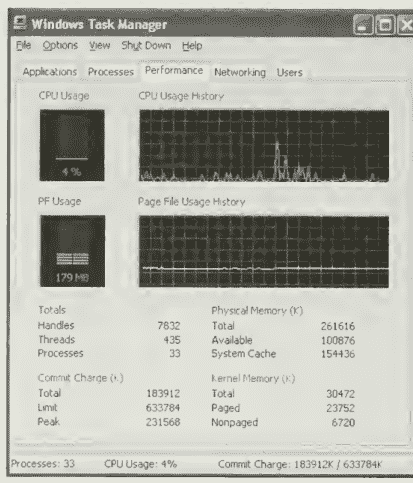 Windows Task Manager
File Options View Shut Down Help
Applications Processes Performance Networking Users
CPU Usage CPU Usage History
4 %
PF Usage Page File Usage History
179 MB
Totals Physical Memory (K)
Handles 7832 Total 261616
Threads 435 Available 100876
Processes 33 System Cache 154436
Commit Charge (K) Kernel Memory (K)
Total 183912 Total 30472
Limit 633784 Paged 23752
Peak 231568 Nonpaged 6720
Processes: 33 CPU Usage: 4% Commit Charge: 183912K / 633784K